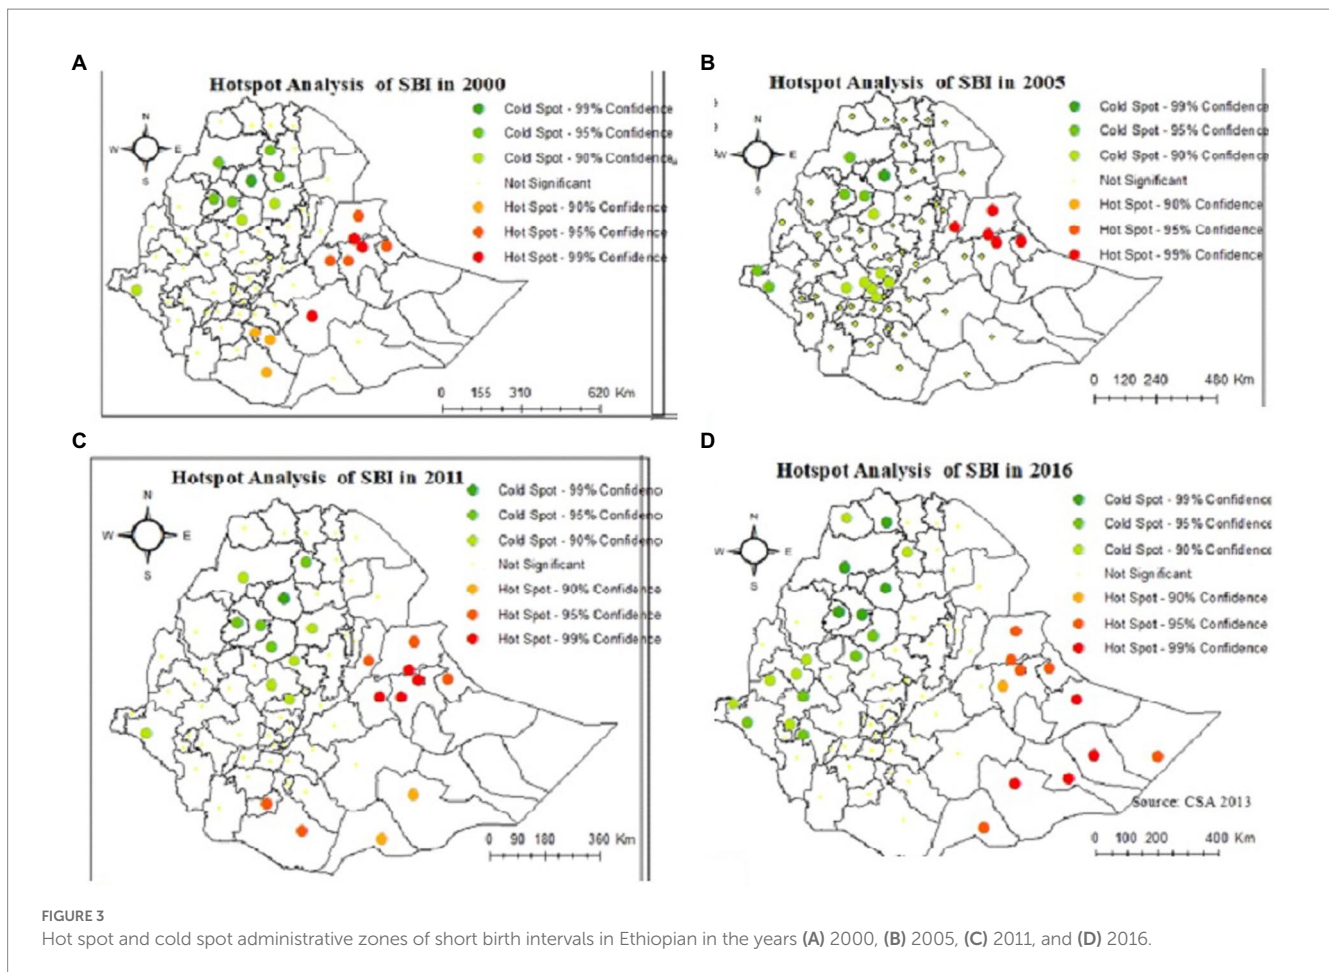 A
Hotspot Analysis of SBI in 2000
N
W
E
S
Cold Spot - 99% Confidence
Cold Spot - 95% Confidence
Cold Spot - 90% Confidence
Not Significant
Hot Spot - 90% Confidence
Hot Spot - 95% Confidence
Hot Spot - 99% Confidence
0 155 310 620 Km
B
Hotspot Analysis of SBI in 2005
N
W
E
S
Cold Spot - 99% Confidence
Cold Spot - 95% Confidence
Cold Spot - 90% Confidence
Not Significant
Hot Spot - 90% Confidence
Hot Spot - 95% Confidence
Hot Spot - 99% Confidence
0 120 240 480 Km
C
Hotspot Analysis of SBI in 2011
N
W
E
S
Cold Spot - 99% Confidence
Cold Spot - 95% Confidence
Cold Spot - 90% Confidence
Not Significant
Hot Spot - 90% Confidence
Hot Spot - 95% Confidence
Hot Spot - 99% Confidence
0 90 180 360 Km
D
Hotspot Analysis of SBI in 2016
N
W
E
S
Cold Spot - 99% Confidence
Cold Spot - 95% Confidence
Cold Spot - 90% Confidence
Not Significant
Hot Spot - 90% Confidence
Hot Spot - 95% Confidence
Hot Spot - 99% Confidence
Source: CSA 2013
0 100 200 400 Km
FIGURE 3
Hot spot and cold spot administrative zones of short birth intervals in Ethiopian in the years (A) 2000, (B) 2005, (C) 2011, and (D) 2016.